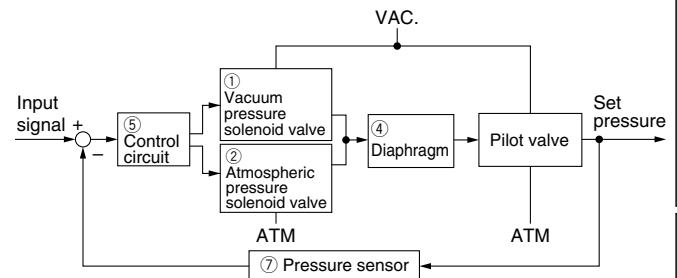 VAC.
Input
signal
+
−
⑤
Control
circuit
①
Vacuum
pressure
solenoid valve
②
Atmospheric
pressure
solenoid valve
④
Diaphragm
Pilot valve
Set
pressure
ATM
ATM
⑦ Pressure sensor